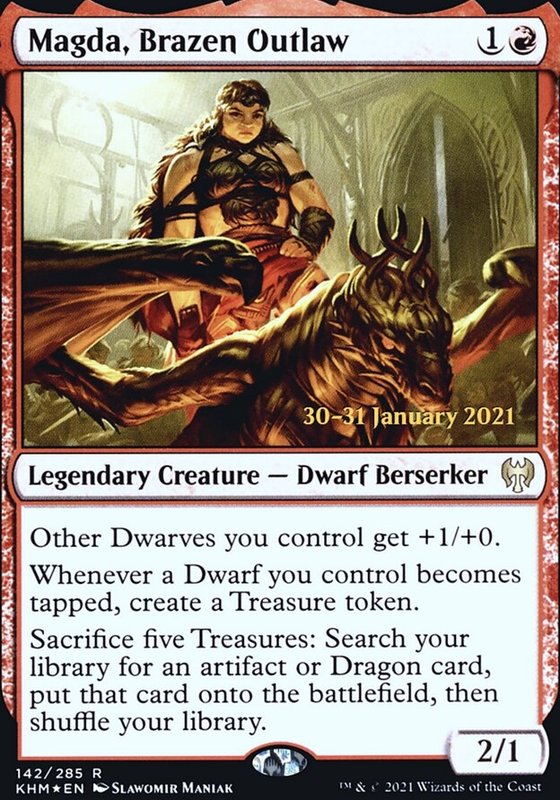 Magda, Brazen Outlaw 1
30–31 January 2021
Legendary Creature — Dwarf Berserker
Other Dwarves you control get +1/+0.
Whenever a Dwarf you control becomes
tapped, create a Treasure token.
Sacrifice five Treasures: Search your
library for an artifact or Dragon card,
put that card onto the battlefield, then
shuffle your library.
2/1
142/285 R
KHM★EN SLAWOMIR MANIAK
™ & © 2021 Wizards of the Coast